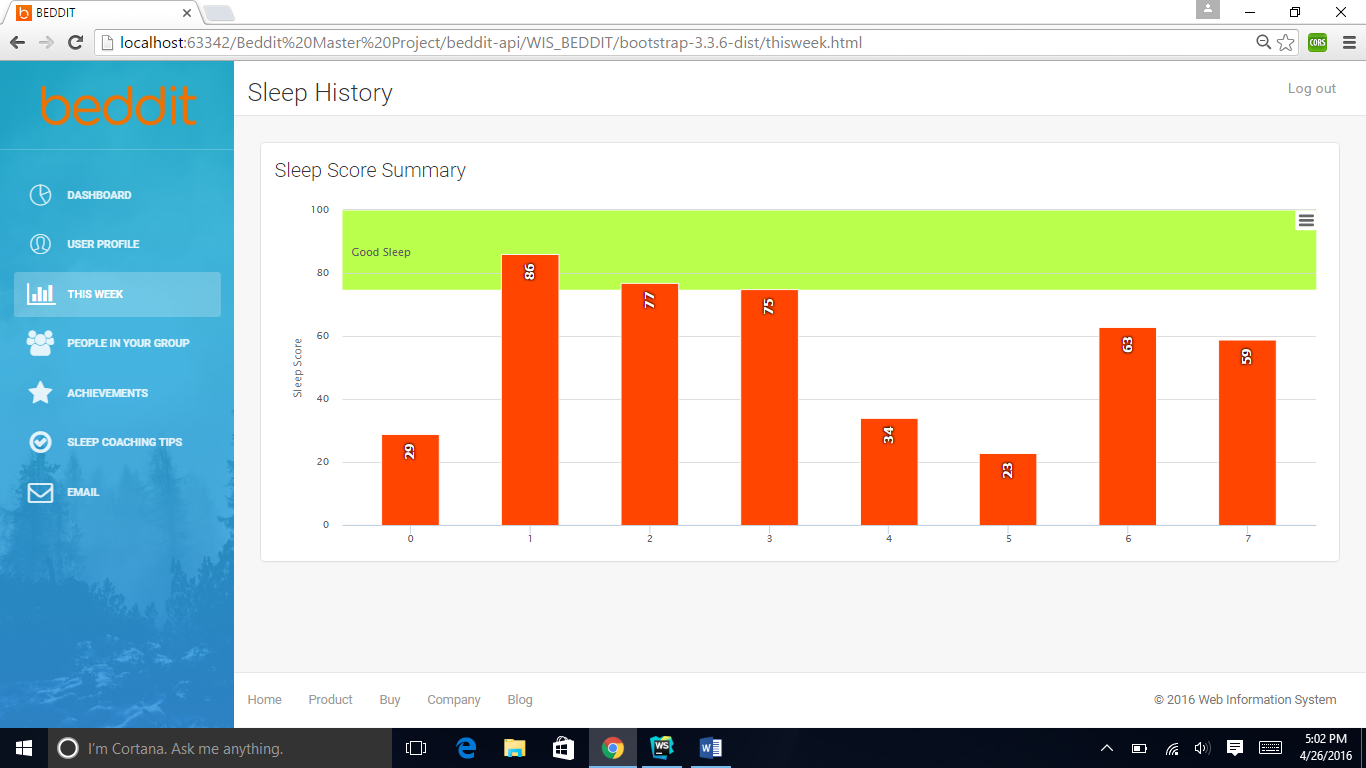 BEDDIT
localhost:63342/Beddit%20Master%20Project/beddit-api/WIS_BEDDIT/bootstrap-3.3.6-dist/thisweek.html
CORS
beddit
DASHBOARD
USER PROFILE
THIS WEEK
PEOPLE IN YOUR GROUP
ACHIEVEMENTS
SLEEP COACHING TIPS
EMAIL
Sleep History
Log out
Sleep Score Summary
Sleep Score
100
80
60
40
20
0
Good Sleep
29
86
77
75
34
23
63
59
0 1 2 3 4 5 6 7
Home Product Buy Company Blog
© 2016 Web Information System
I'm Cortana. Ask me anything.
WS
W
5:02 PM
4/26/2016